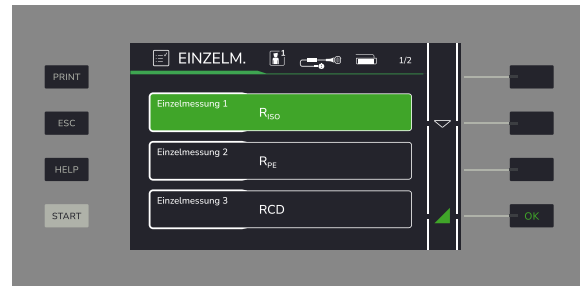 EINZELM.
1
1/2
PRINT
Einzelmessung 1
RISO
ESC
Einzelmessung 2
RPE
HELP
Einzelmessung 3
RCD
START
OK